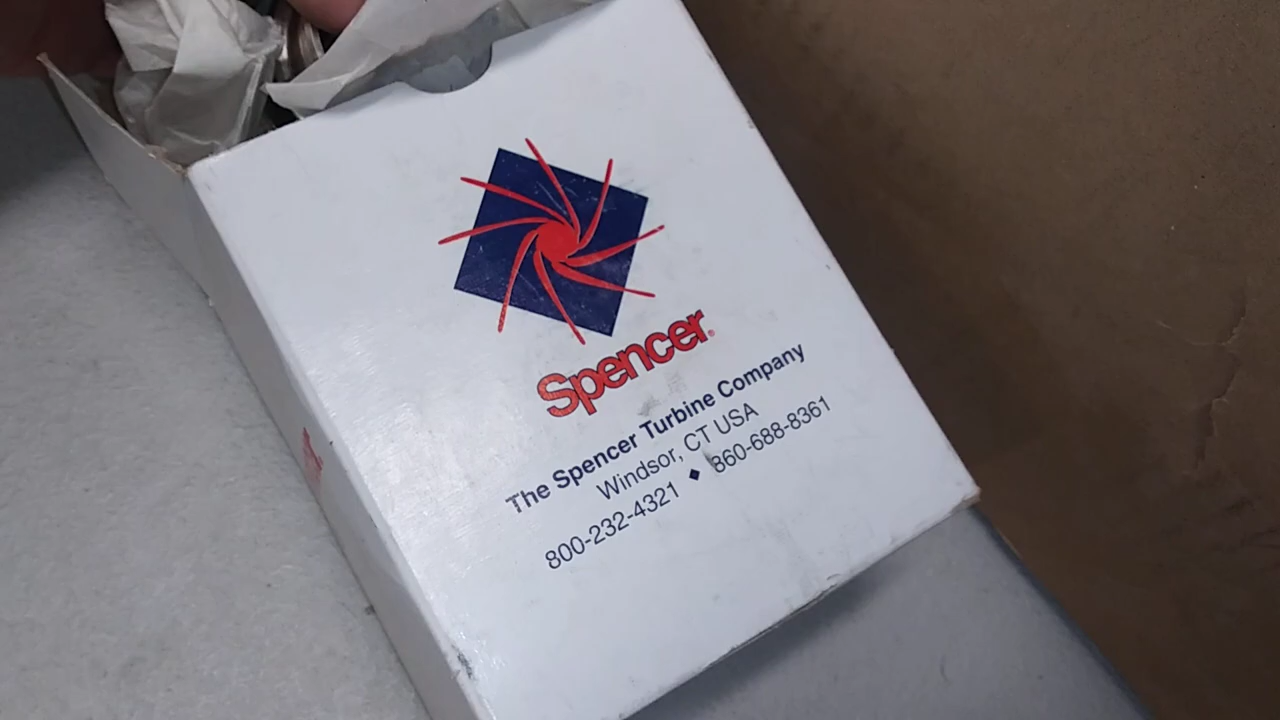 Spencer®
The Spencer Turbine Company
Windsor, CT USA
800-232-4321 ◆ 860-688-8361